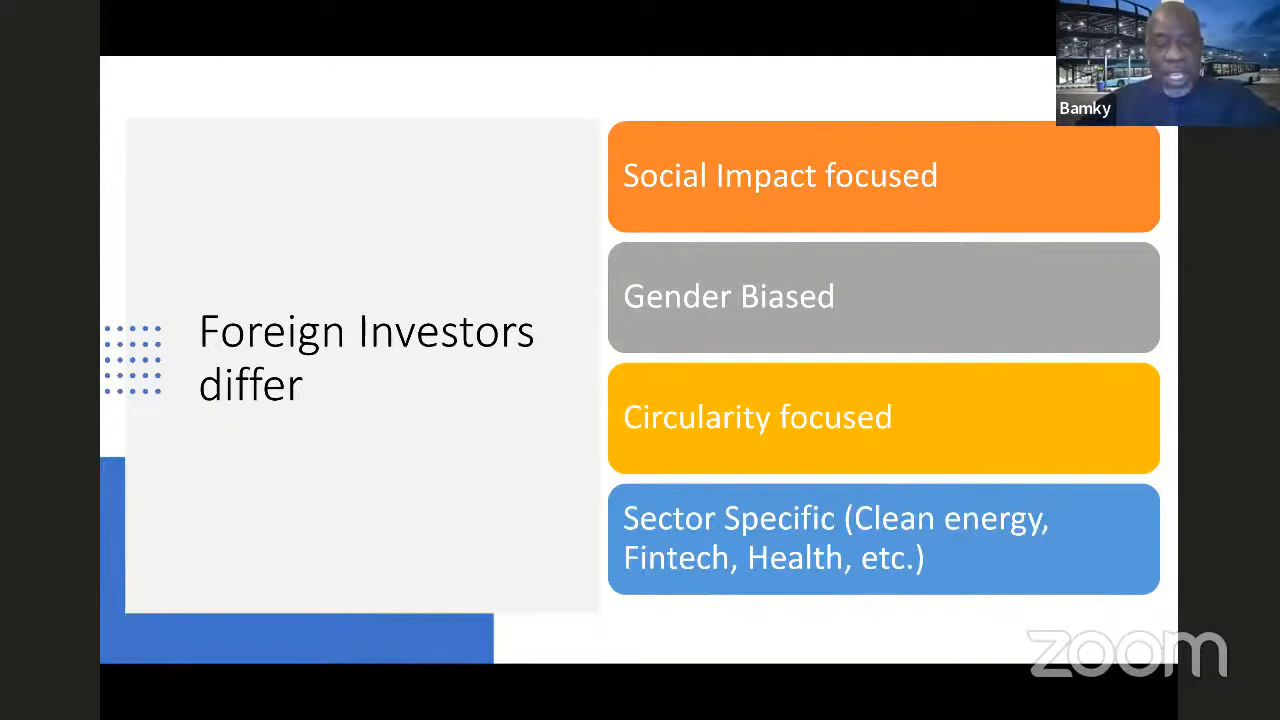 Bamky
Foreign Investors
differ
Social Impact focused
Gender Biased
Circularity focused
Sector Specific (Clean energy,
Fintech, Health, etc.)
zoom